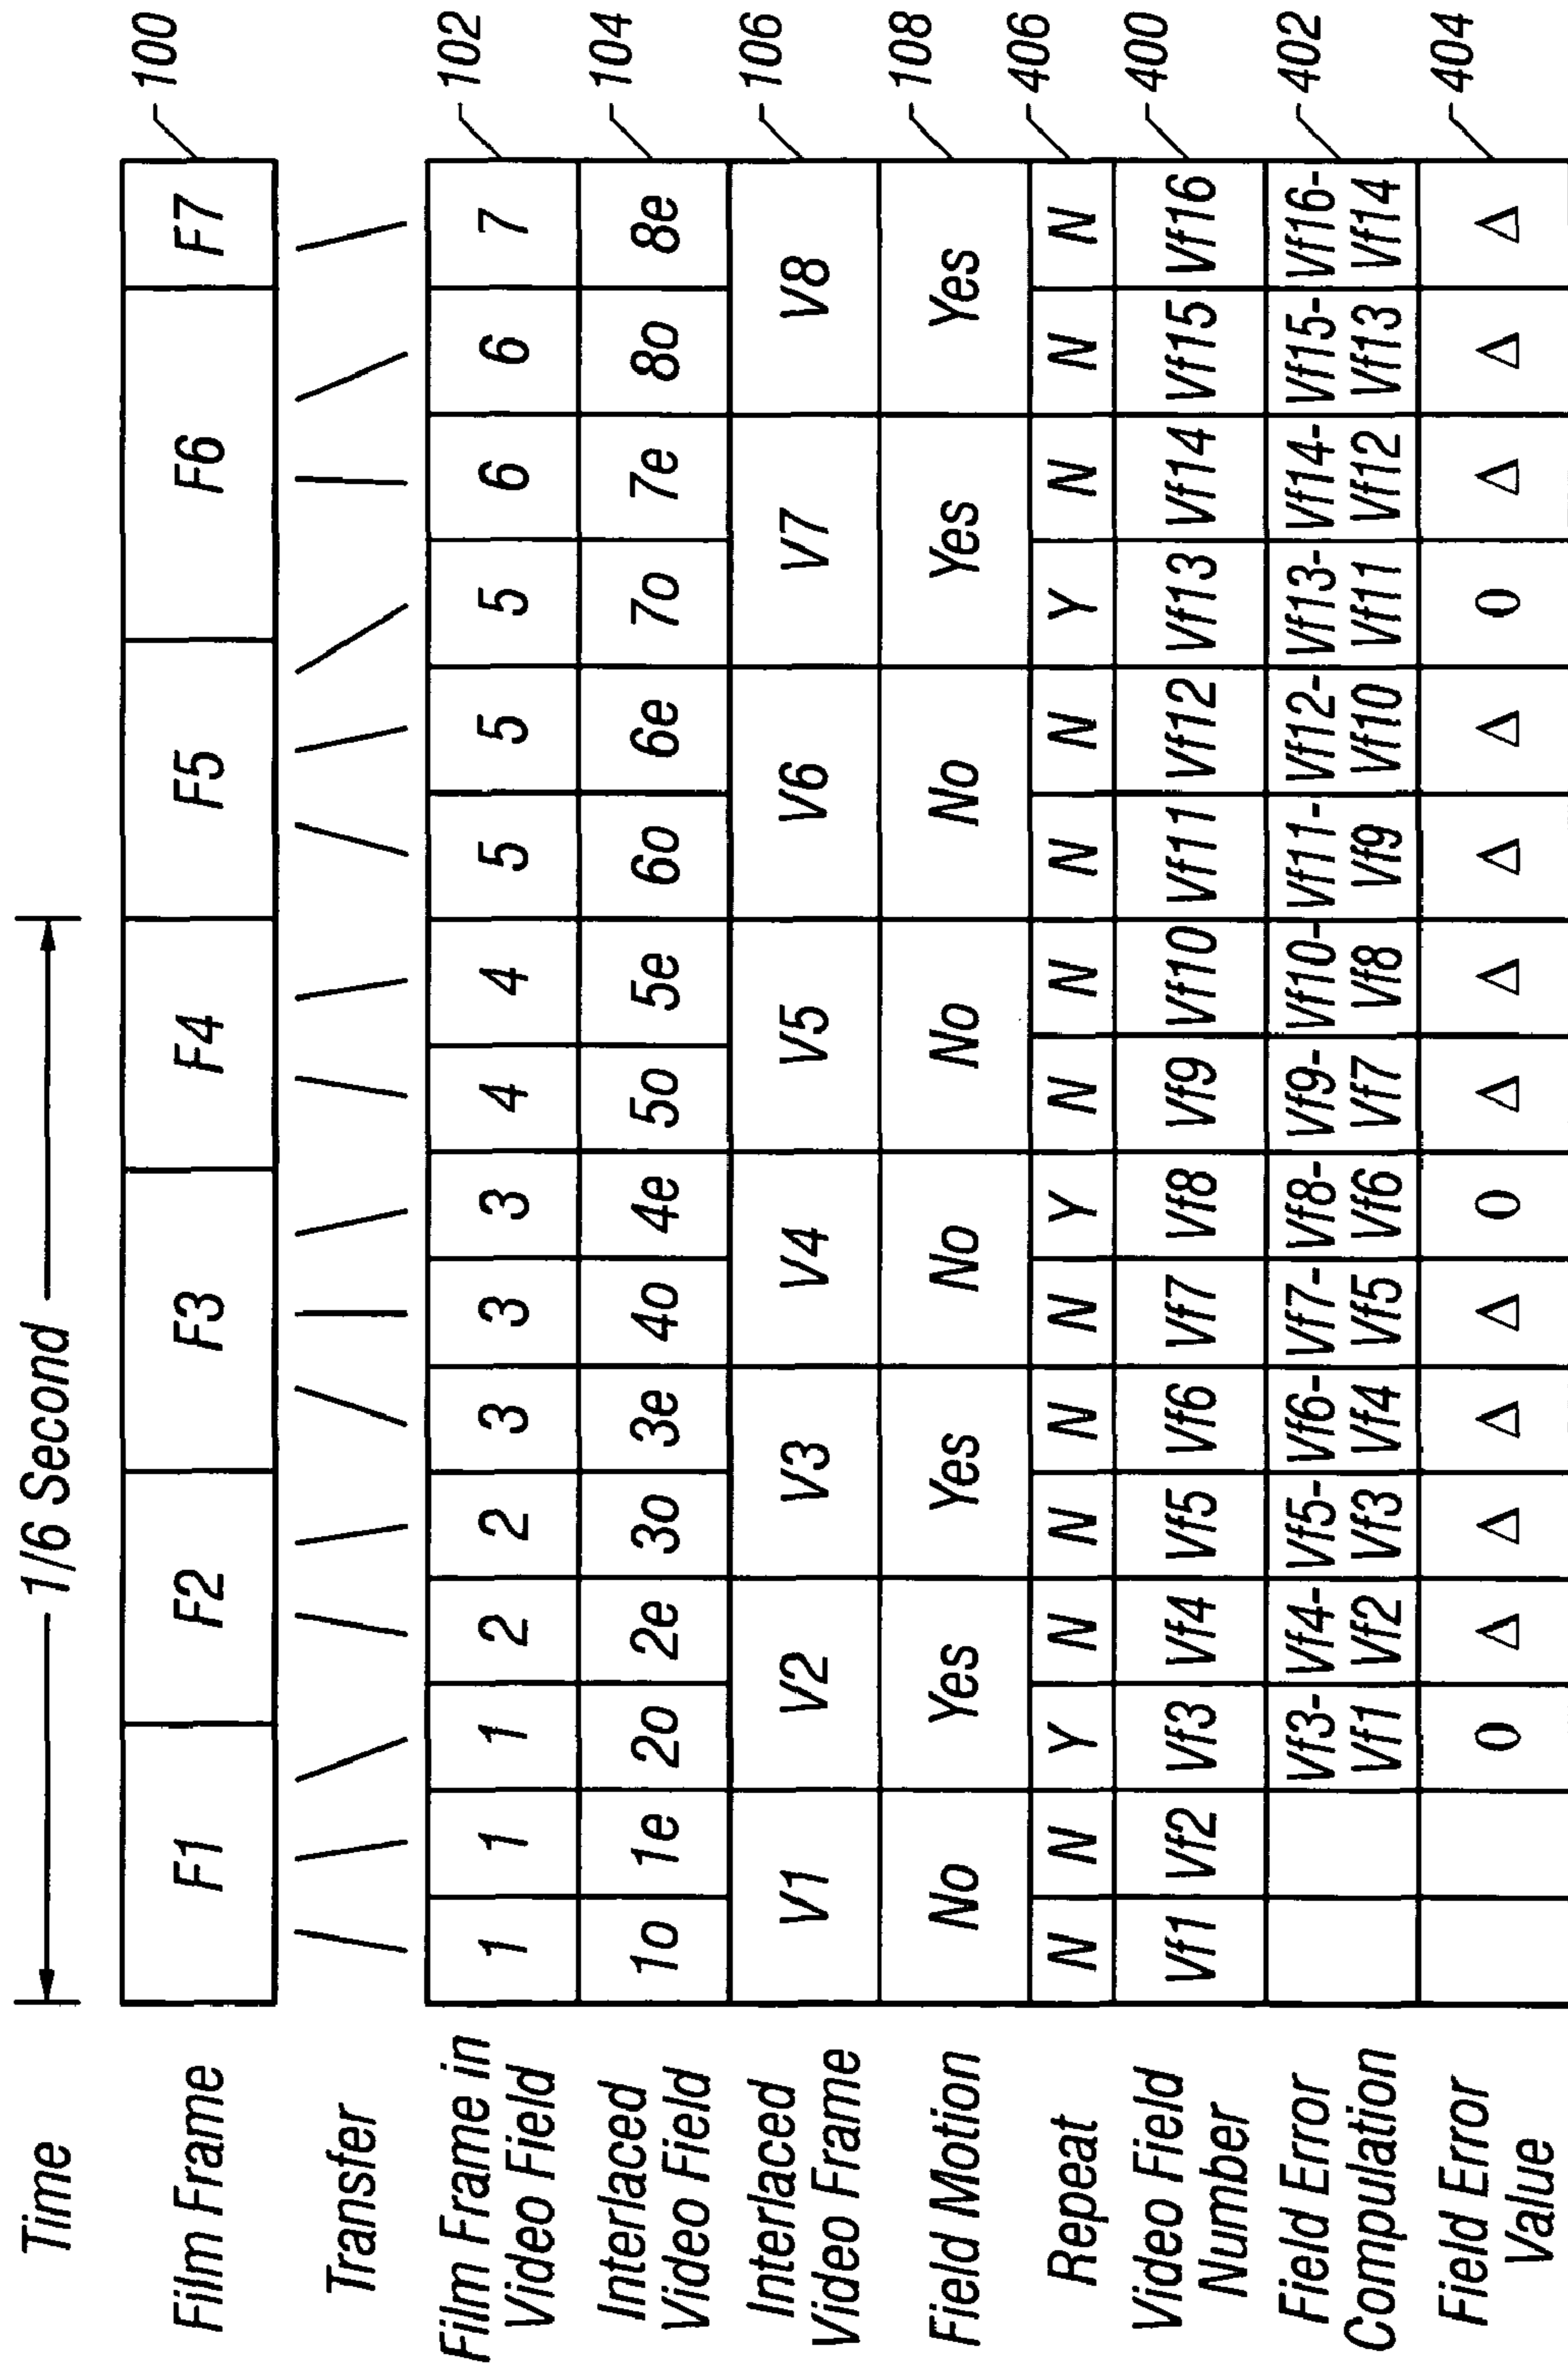 Time 1/6 Second
Film Frame F1 F2 F3 F4 F5 F6 F7 100
Transfer
Film Frame in
Video Field 1 1 1 2 2 3 3 3 4 4 5 5 5 6 6 7 102
Interlaced
Video Field 1o 1e 2o 2e 3o 3e 4o 4e 5o 5e 6o 6e 7o 7e 8o 8e 104
Interlaced
Video Frame V1 V2 V3 V4 V5 V6 V7 V8 106
Field Motion No Yes Yes No No No Yes Yes 108
Repeat N N Y N N N N Y N N N N Y N N N 406
Video Field
Number Vf1 Vf2 Vf3 Vf4 Vf5 Vf6 Vf7 Vf8 Vf9 Vf10 Vf11 Vf12 Vf13 Vf14 Vf15 Vf16 400
Field Error Vf3- Vf4- Vf5- Vf6- Vf7- Vf8- Vf9- Vf10- Vf11- Vf12- Vf13- Vf14- Vf15- Vf16- 402
Compulation Vf1 Vf2 Vf3 Vf4 Vf5 Vf6 Vf7 Vf8 Vf9 Vf10 Vf11 Vf12 Vf13 Vf14
Field Error
Value 0 Δ Δ Δ Δ 0 Δ Δ Δ Δ 0 Δ Δ Δ 404